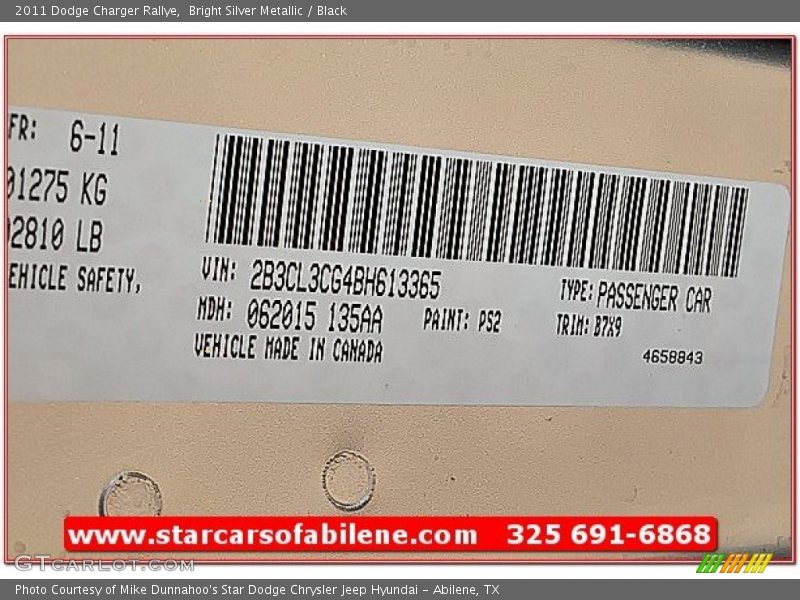 2011 Dodge Charger Rallye, Bright Silver Metallic / Black
FR: 6-11
01275 KG
02810 LB
EHICLE SAFETY,
VIN: 2B3CL3CG4BH613365
TYPE: PASSENGER CAR
MDH: 062015 135AA
PAINT: PS2
TRIM: B7X9
VEHICLE MADE IN CANADA
4658843
www.starcarsofabilene.com 325 691-6868
GTCARLOT.COM
Photo Courtesy of Mike Dunnahoo's Star Dodge Chrysler Jeep Hyundai - Abilene, TX